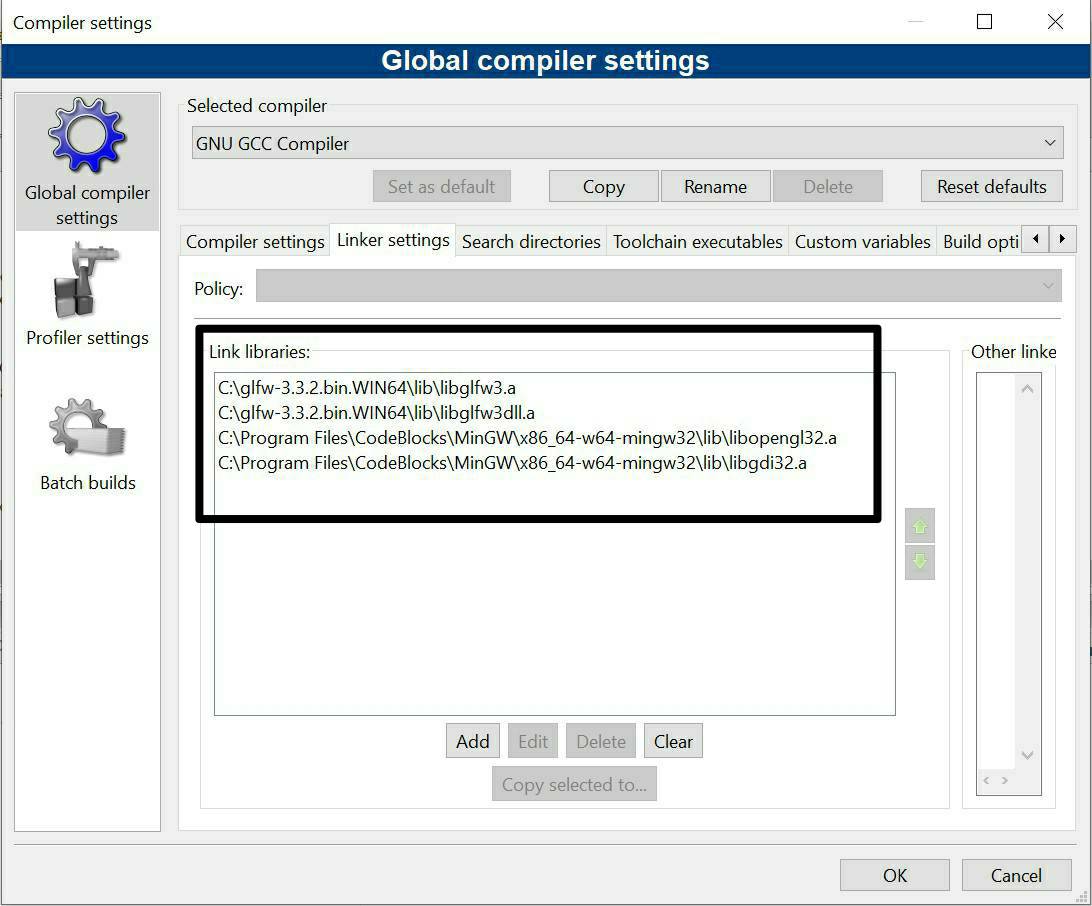 Compiler settings
Global compiler settings
Global compiler
settings
Profiler settings
Batch builds
Selected compiler
GNU GCC Compiler
Set as default
Copy
Rename
Delete
Reset defaults
Compiler settings
Linker settings
Search directories
Toolchain executables
Custom variables
Build opti
Policy:
Link libraries:
C:\glfw-3.3.2.bin.WIN64\lib\libglfw3.a
C:\glfw-3.3.2.bin.WIN64\lib\libglfw3dll.a
C:\Program Files\CodeBlocks\MinGW\x86_64-w64-mingw32\lib\libopengl32.a
C:\Program Files\CodeBlocks\MinGW\x86_64-w64-mingw32\lib\libgdi32.a
Add
Edit
Delete
Clear
Copy selected to...
Other linke
OK
Cancel